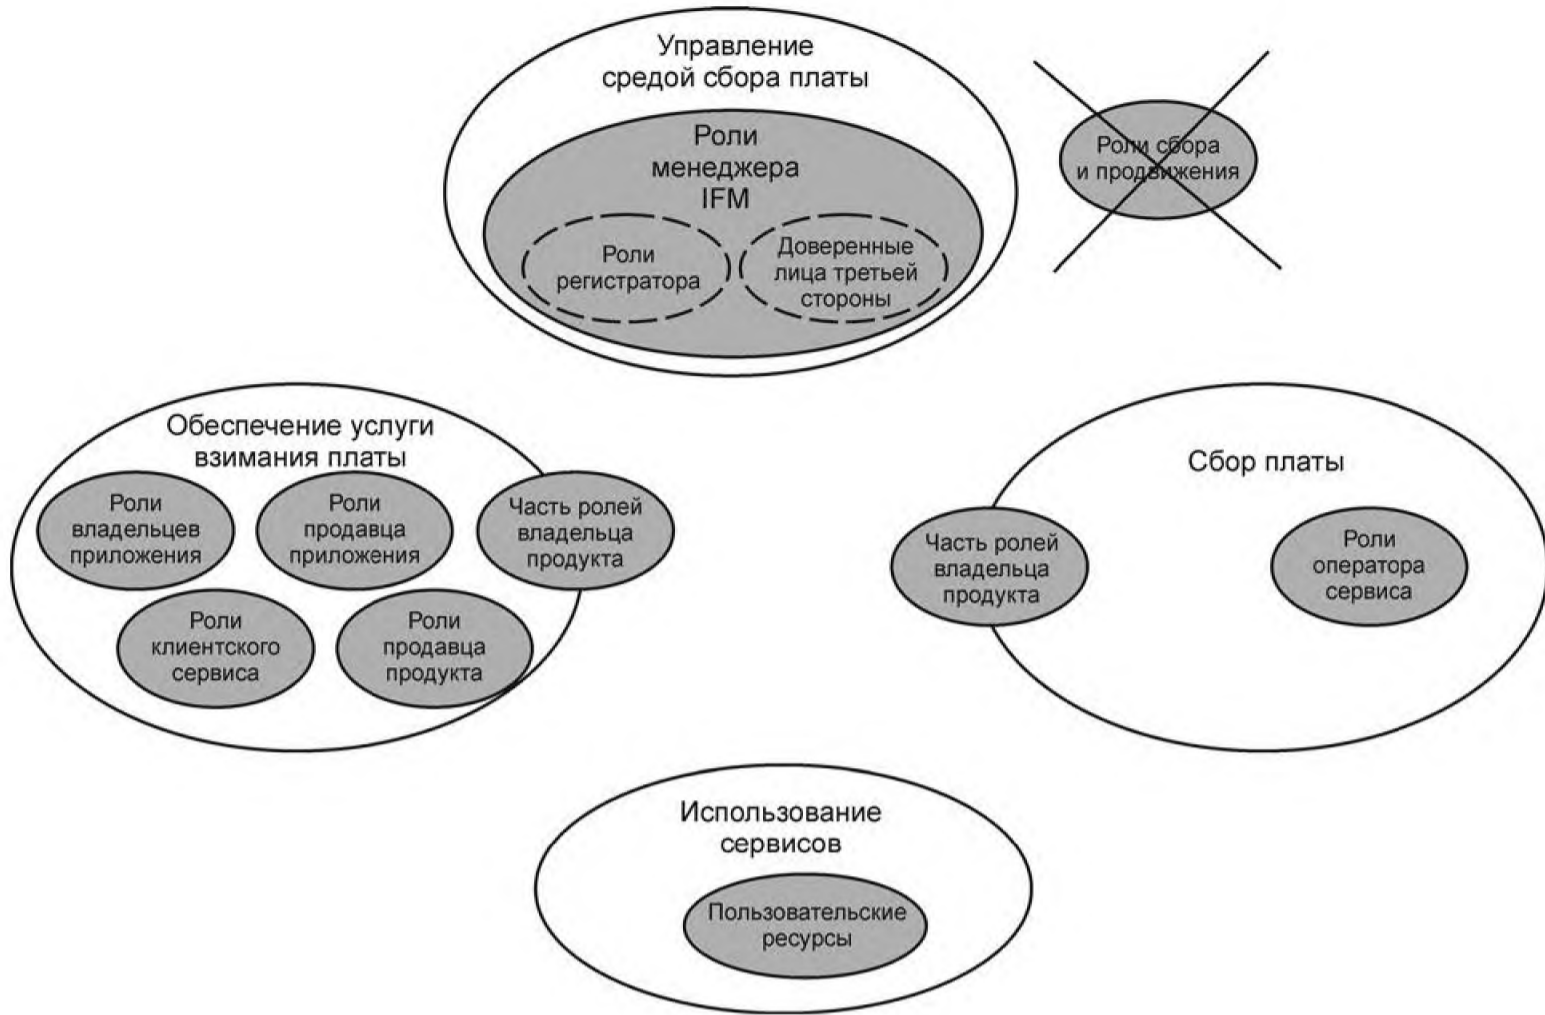 Управление
средой сбора платы
Роли
менеджера
IFM
Роли
регистратора
Доверенные
лица третьей
стороны
Роли сбора
и продвижения
Обеспечение услуги
взимания платы
Роли
владельцев
приложения
Роли
продавца
приложения
Часть ролей
владельца
продукта
Роли
клиентского
сервиса
Роли
продавца
продукта
Сбор платы
Часть ролей
владельца
продукта
Роли
оператора
сервиса
Использование
сервисов
Пользовательские
ресурсы